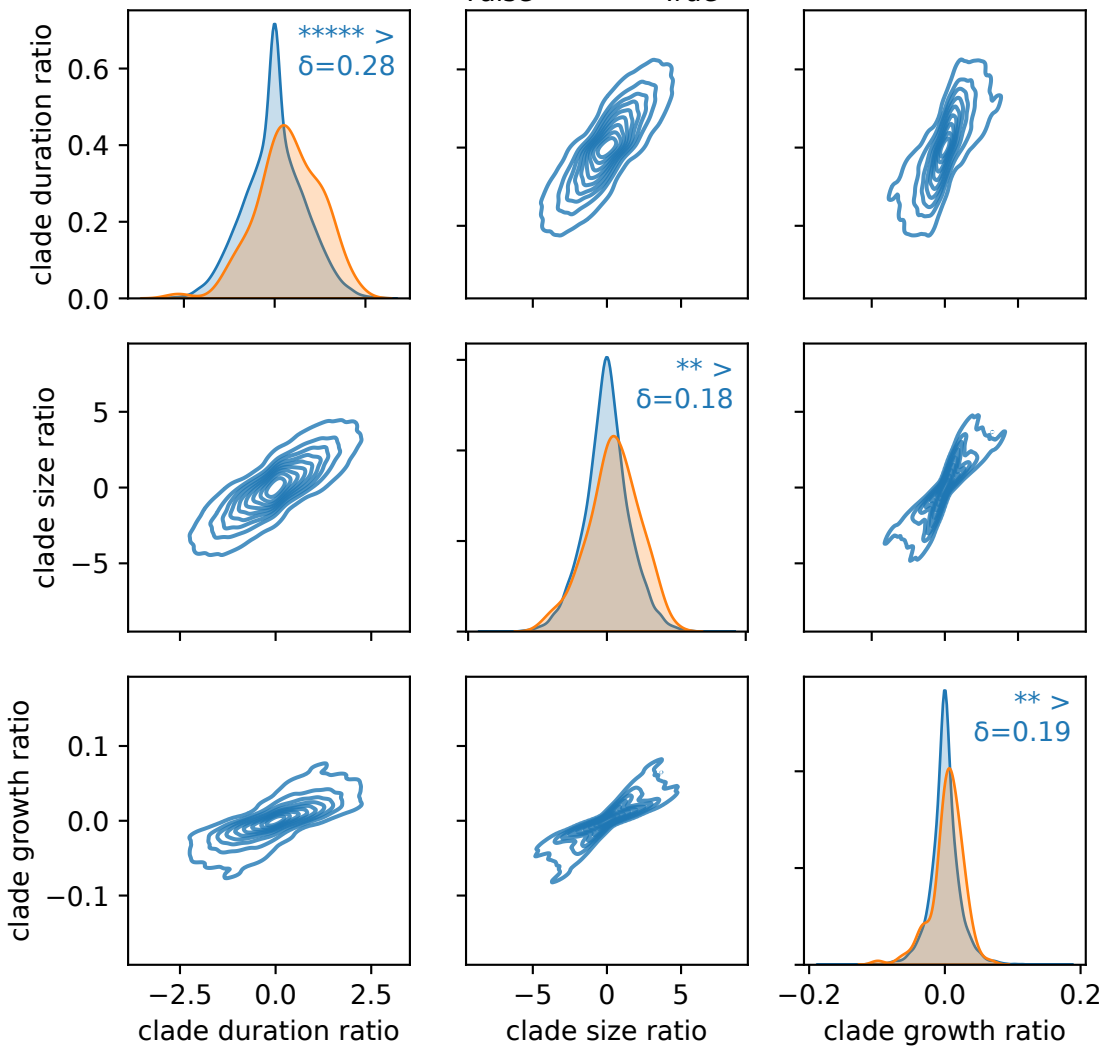 ***** >
δ=0.28
clade duration ratio
0.6
0.4
0.2
0.0
** >
δ=0.18
clade size ratio
5
0
−5
** >
δ=0.19
clade growth ratio
0.1
0.0
−0.1
−2.5 0.0 2.5
−5 0 5
−0.2 0.0 0.2
clade duration ratio
clade size ratio
clade growth ratio